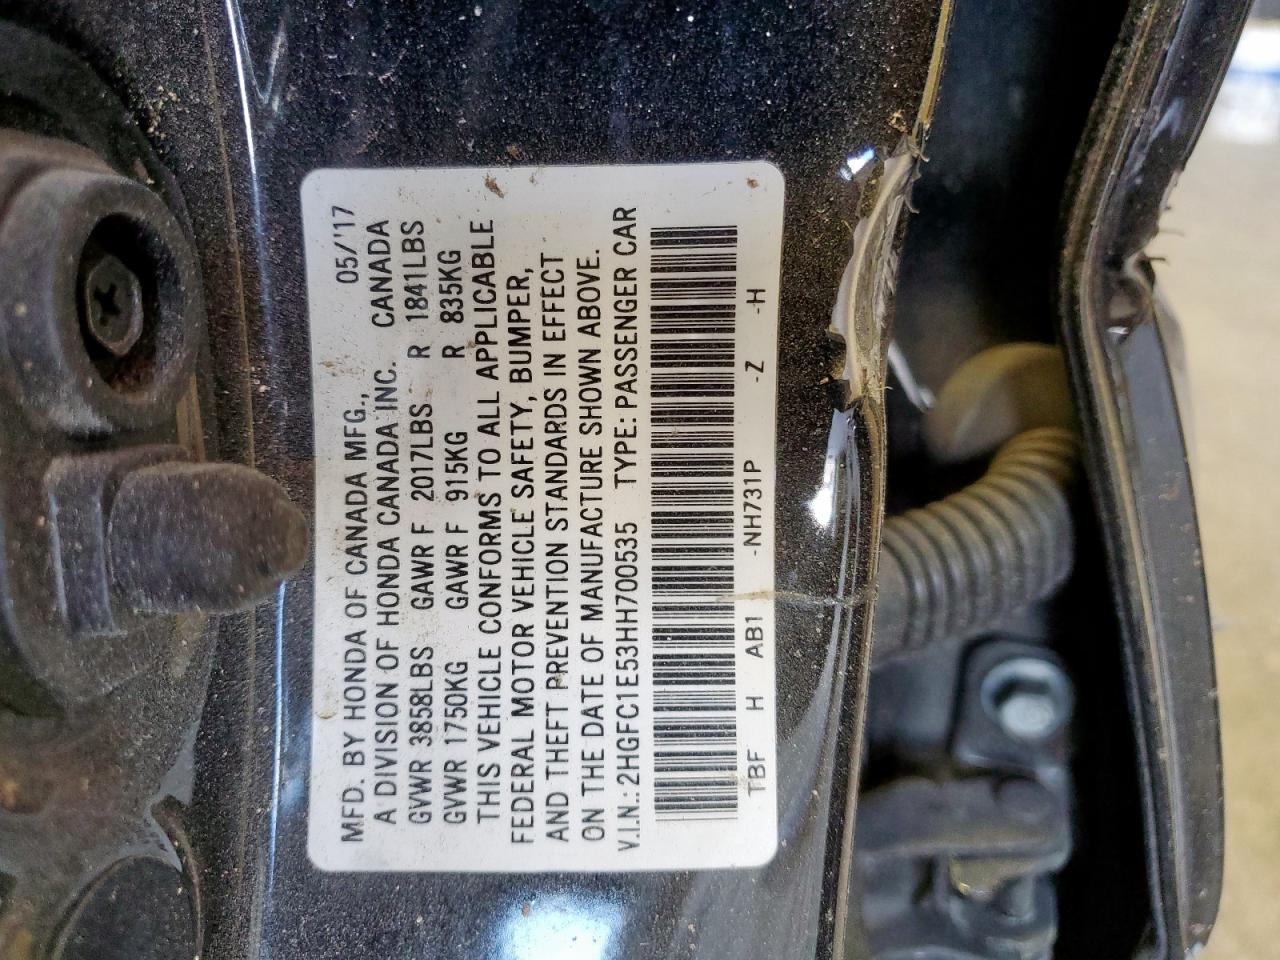 MFD. BY HONDA OF CANADA MFG., 05/'17
A DIVISION OF HONDA CANADA INC. CANADA
GVWR 3858LBS GAWR F 2017LBS R 1841LBS
GVWR 1750KG GAWR F 915KG R 835KG
THIS VEHICLE CONFORMS TO ALL APPLICABLE
FEDERAL MOTOR VEHICLE SAFETY, BUMPER,
AND THEFT PREVENTION STANDARDS IN EFFECT
ON THE DATE OF MANUFACTURE SHOWN ABOVE.
V.I.N.: 2HGFC1E53HH700535 TYPE: PASSENGER CAR
TBF H AB1 -NH731P -Z -H